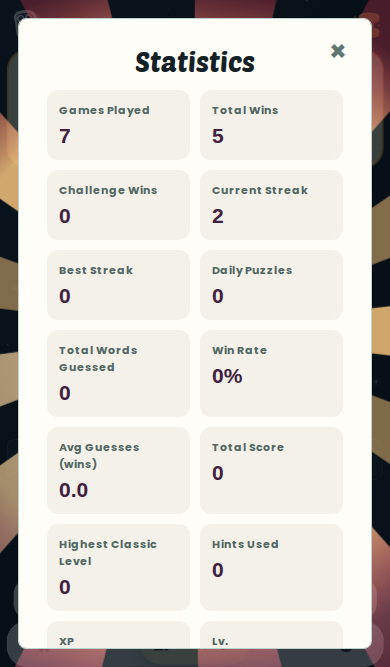 Statistics
✖
Games Played
7
Total Wins
5
Challenge Wins
0
Current Streak
2
Best Streak
0
Daily Puzzles
0
Total Words
Guessed
0
Win Rate
0%
Avg Guesses
(wins)
0.0
Total Score
0
Highest Classic
Level
0
Hints Used
0
XP
Lv.